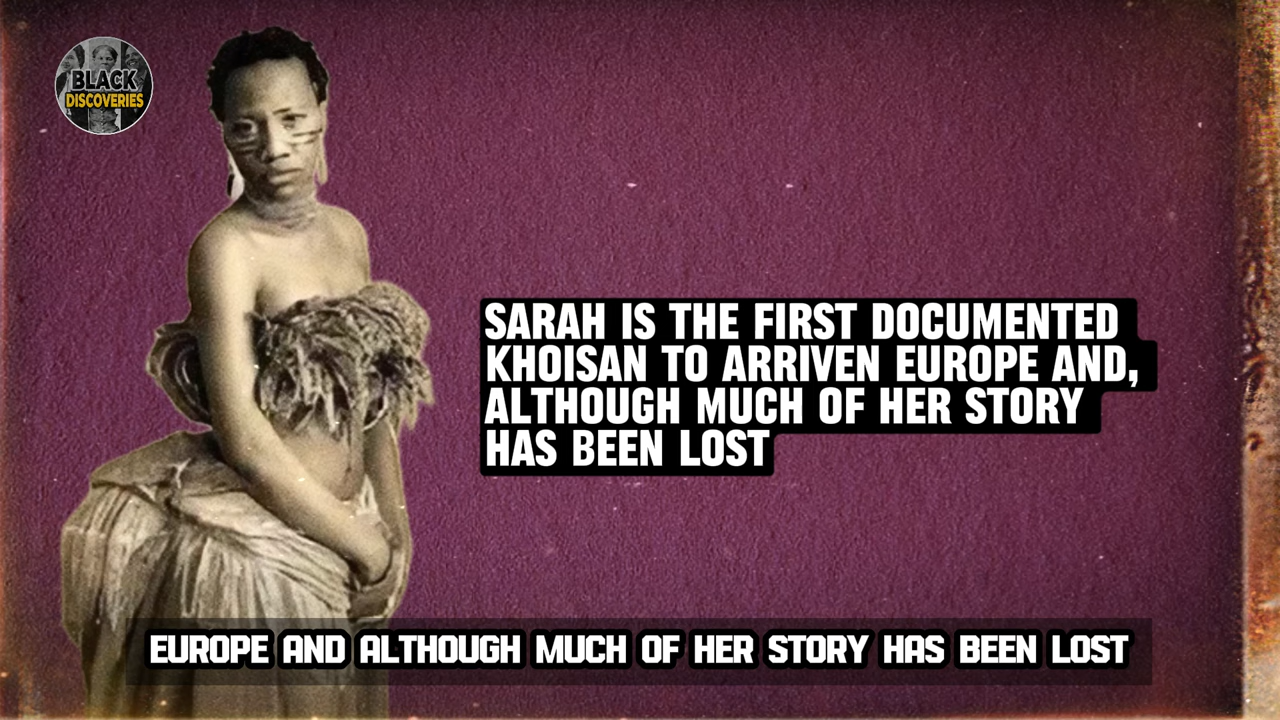 BLACK
DISCOVERIES
SARAH IS THE FIRST DOCUMENTED
KHOISAN TO ARRIVEN EUROPE AND,
ALTHOUGH MUCH OF HER STORY
HAS BEEN LOST
EUROPE AND ALTHOUGH MUCH OF HER STORY HAS BEEN LOST